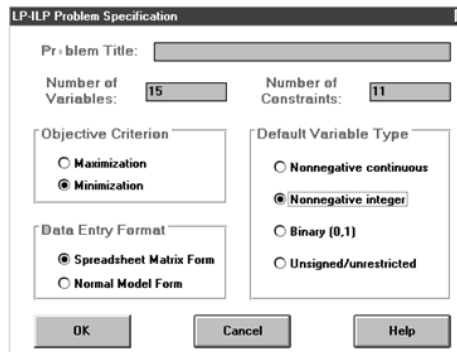 LP-ILP Problem Specification
Problem Title:
Number of Variables: 15
Number of Constraints: 11
Objective Criterion
Maximization
Minimization
Default Variable Type
Nonnegative continuous
Nonnegative integer
Binary (0,1)
Unsigned/unrestricted
Data Entry Format
Spreadsheet Matrix Form
Normal Model Form
OK
Cancel
Help